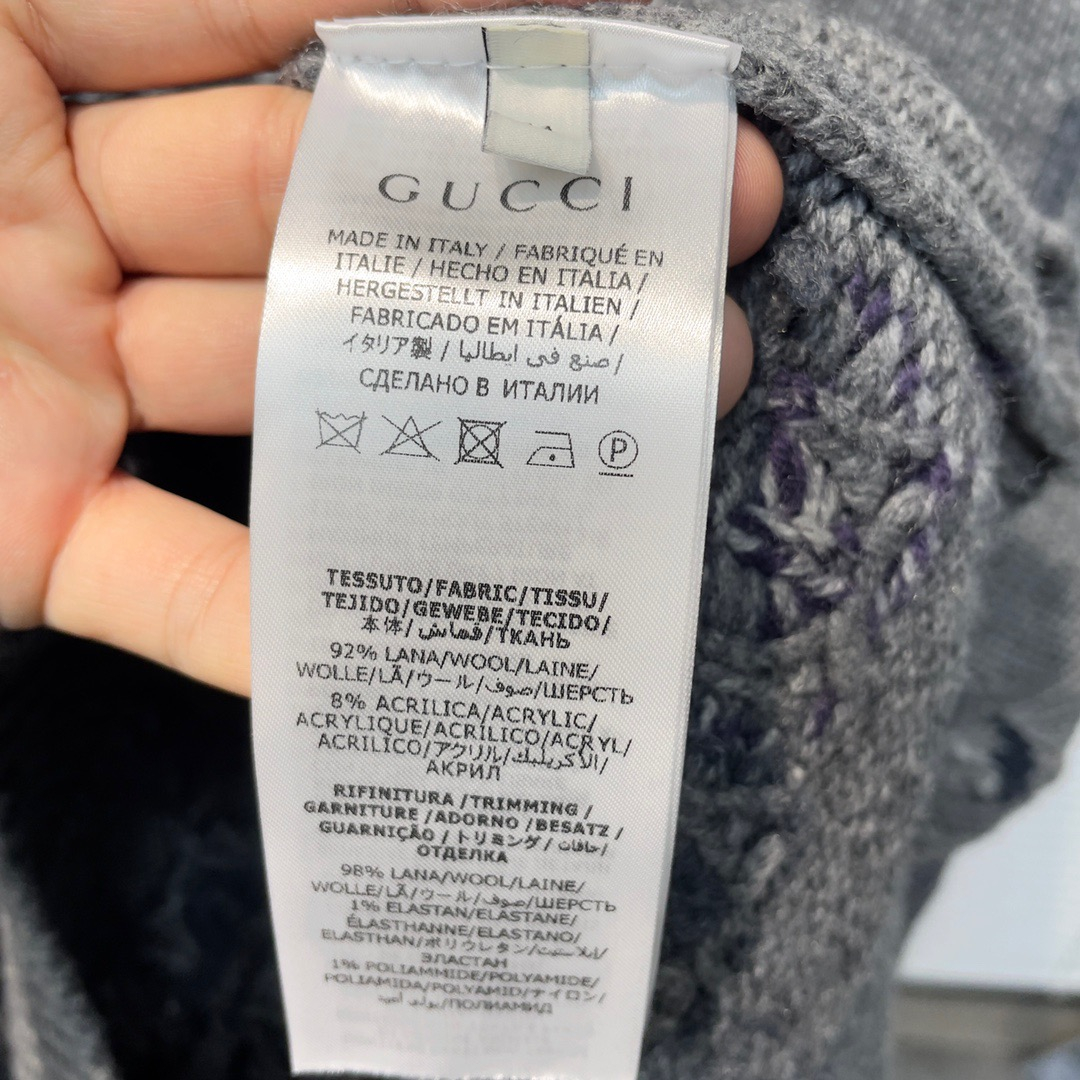 GUCCI
MADE IN ITALY / FABRIQUÉ EN
ITALIE / HECHO EN ITALIA /
HERGESTELLT IN ITALIEN /
FABRICADO EM ITÁLIA /
イタリア製 / صنع في ايطاليا /
СДЕЛАНО В ИТАЛИИ
P
TESSUTO/FABRIC/TISSU/
TEJIDO/GEWEBE/TECIDO/
本体/قماش/ТКАНЬ
92% LANA/WOOL/LAINE/
WOLLE/LÃ/ウール/صوف/ШЕРСТЬ
8% ACRILICA/ACRYLIC/
ACRYLIQUE/ACRÍLICO/ACRYL/
ACRILÍCO/アクリル/الأكريليك/
АКРИЛ
RIFINITURA /TRIMMING /
GARNITURE /ADORNO /BESATZ /
GUARNIÇÃO /トリミング /حافات /
ОТДЕЛКА
98% LANA/WOOL/LAINE/
WOLLE/LÃ/ウール/صوف/ШЕРСТЬ
1% ELASTAN/ELASTANE/
ÉLASTHANNE/ELASTANO/
ELASTHAN/ポリウレタン/
ЭЛАСТАН
1% POLIAMMIDE/POLYAMIDE/
POLIAMIDA/POLYAMID/ナイロン/
ПОЛИАМИД